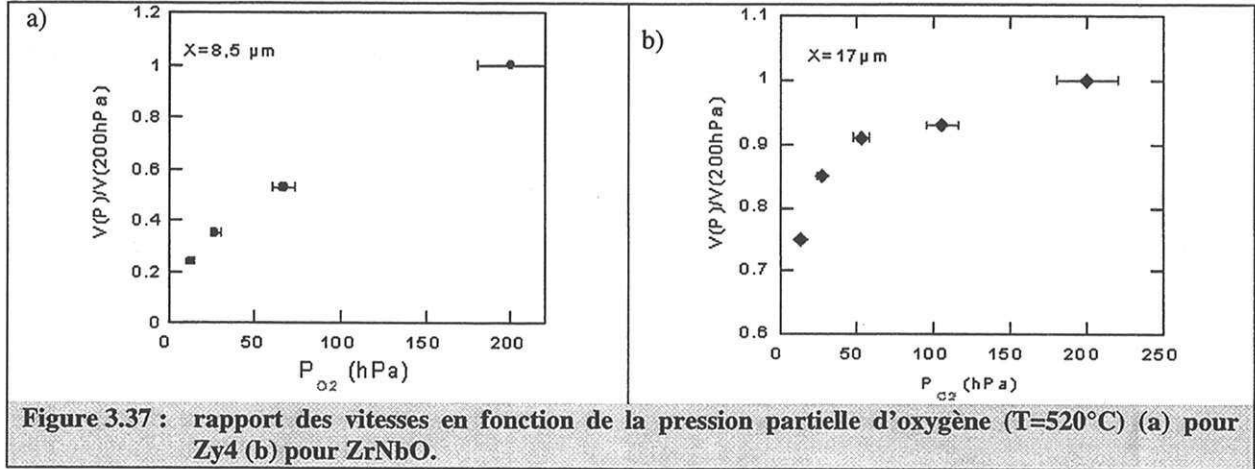 a)
X=8,5 µm
V(P)/V(200hPa)
1.2
1
0.8
0.6
0.4
0.2
0
0 50 100 150 200
P O2 (hPa)
b)
X=17µm
V(P)/V(200hPa)
1.1
1
0.9
0.8
0.7
0.6
0 50 100 150 200 250
P O2 (hPa)
Figure 3.37 : rapport des vitesses en fonction de la pression partielle d'oxygène (T=520°C) (a) pour
Zy4 (b) pour ZrNbO.